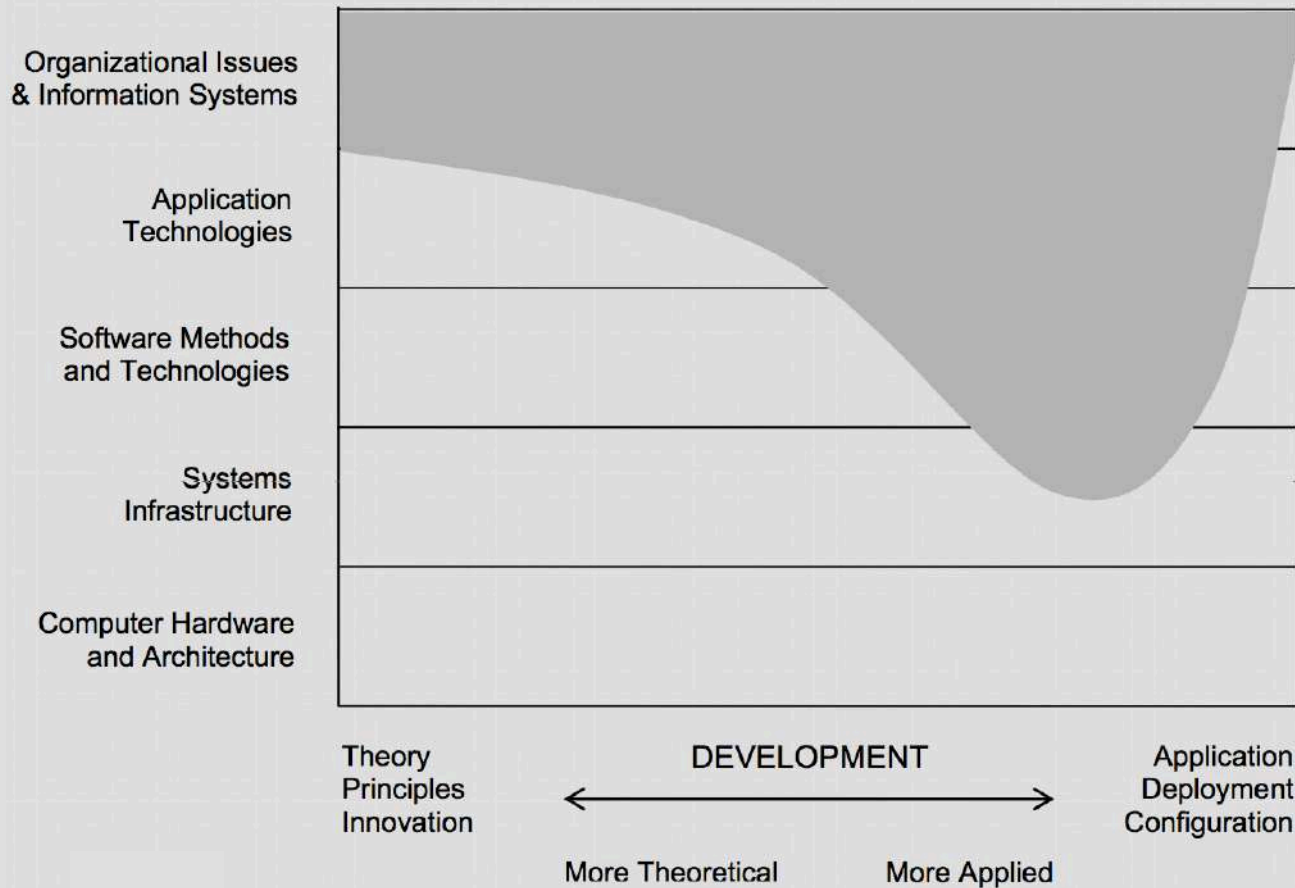 Organizational Issues
& Information Systems
Application
Technologies
Software Methods
and Technologies
Systems
Infrastructure
Computer Hardware
and Architecture
Theory
Principles
Innovation
DEVELOPMENT
Application
Deployment
Configuration
More Theoretical
More Applied